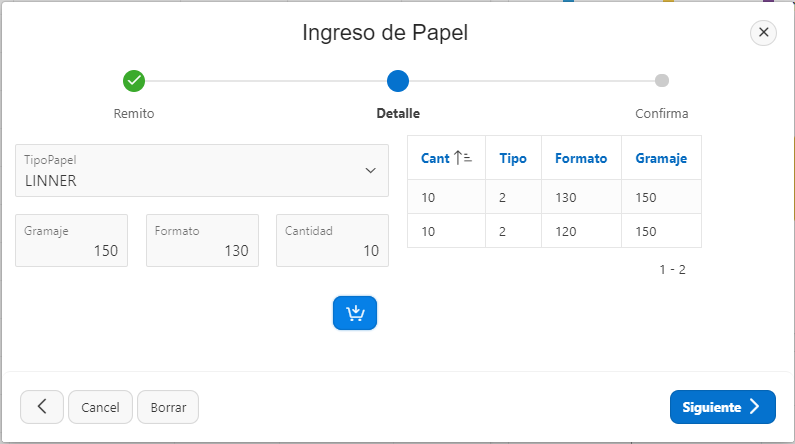 Ingreso de Papel
Remito
Detalle
Confirma
TipoPapel
LINNER
Gramaje
150
Formato
130
Cantidad
10
Cant Tipo Formato Gramaje
10 2 130 150
10 2 120 150
1 - 2
Cancel
Borrar
Siguiente